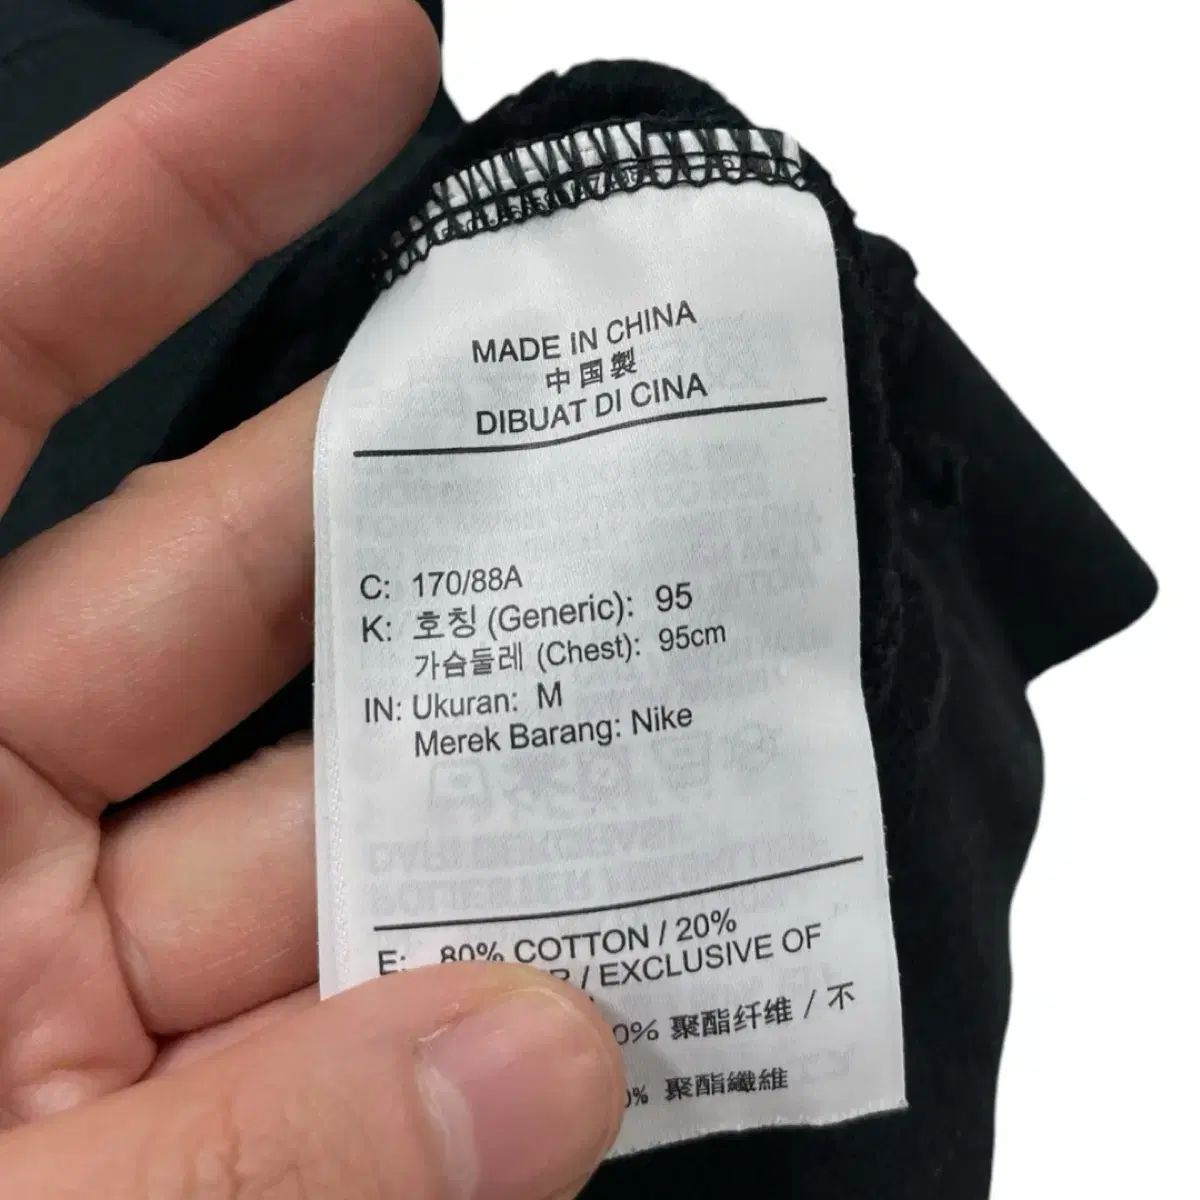 MADE IN CHINA
中国製
DIBUAT DI CINA
C: 170/88A
K: 호칭 (Generic): 95
가슴둘레 (Chest): 95cm
IN: Ukuran: M
Merek Barang: Nike
E: 80% COTTON / 20%
/ EXCLUSIVE OF
0% 聚酯纤维 / 不
% 聚酯纖維